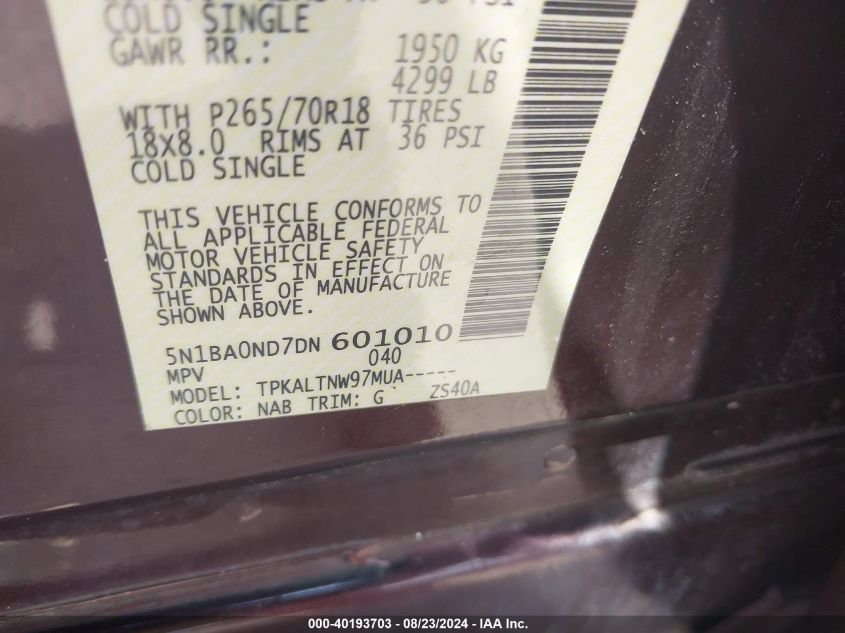 COLD SINGLE
GAWR RR.: 1950 KG
4299 LB
WITH P265/70R18 TIRES
18X8.0 RIMS AT 36 PSI
COLD SINGLE
THIS VEHICLE CONFORMS TO
ALL APPLICABLE FEDERAL
MOTOR VEHICLE SAFETY
STANDARDS IN EFFECT ON
THE DATE OF MANUFACTURE
SHOWN ABOVE.
5N1BA0ND7DN 601010
MPV 040
MODEL: TPKALTNW97MUA-----
COLOR: NAB TRIM: G ZS40A
000-40193703 - 08/23/2024 - IAA Inc.